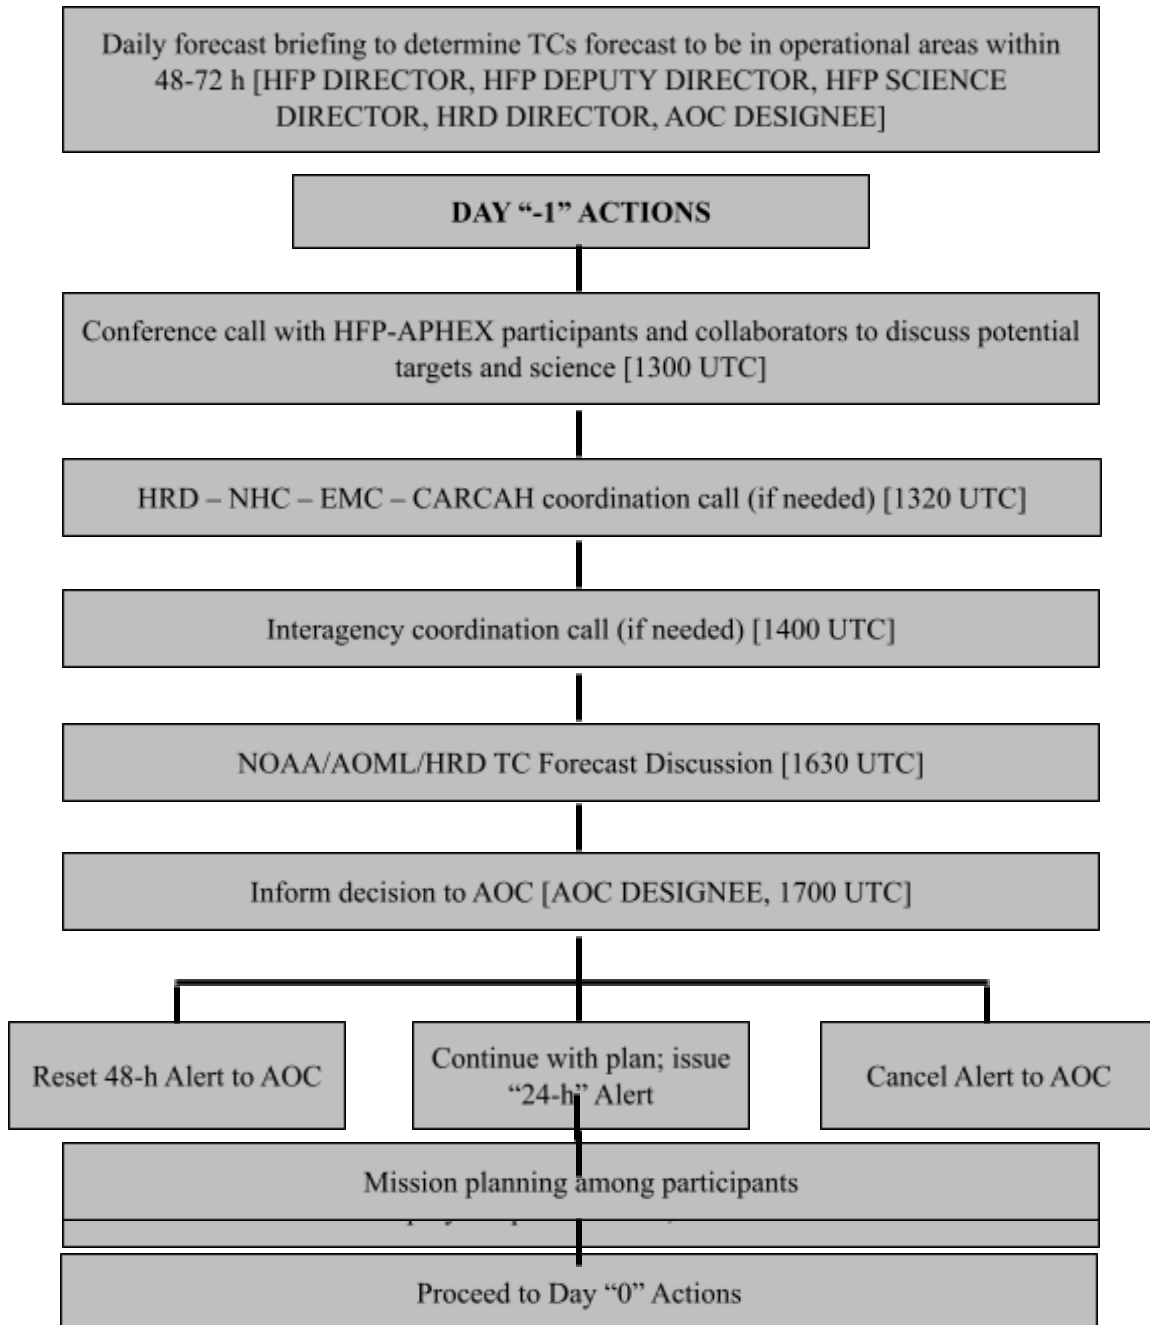 Daily forecast briefing to determine TCs forecast to be in operational areas within
48-72 h [HFP DIRECTOR, HFP DEPUTY DIRECTOR, HFP SCIENCE
DIRECTOR, HRD DIRECTOR, AOC DESIGNEE]
DAY “-1” ACTIONS
Conference call with HFP-APHEX participants and collaborators to discuss potential
targets and science [1300 UTC]
HRD – NHC – EMC – CARCAH coordination call (if needed) [1320 UTC]
Interagency coordination call (if needed) [1400 UTC]
NOAA/AOML/HRD TC Forecast Discussion [1630 UTC]
Inform decision to AOC [AOC DESIGNEE, 1700 UTC]
Reset 48-h Alert to AOC
Continue with plan; issue
“24-h” Alert
Cancel Alert to AOC
Mission planning among participants
Proceed to Day “0” Actions